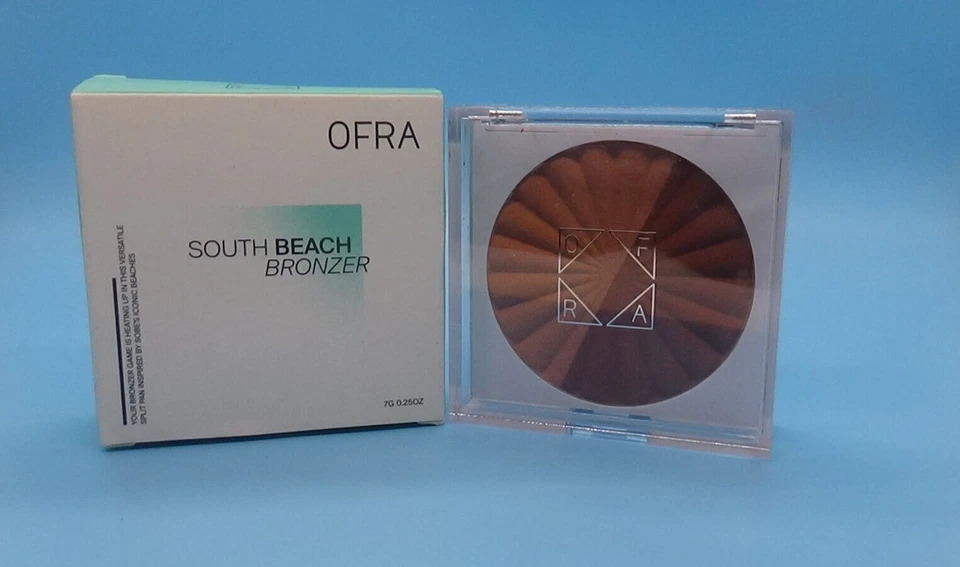 OFRA
SOUTH BEACH
BRONZER
YOUR BRONZER GAME IS HEATING UP IN THIS VERSATILE
SPLIT PAN INSPIRED BY SOBE'S ICONIC BEACHES
7G 0.25OZ
O F
R A